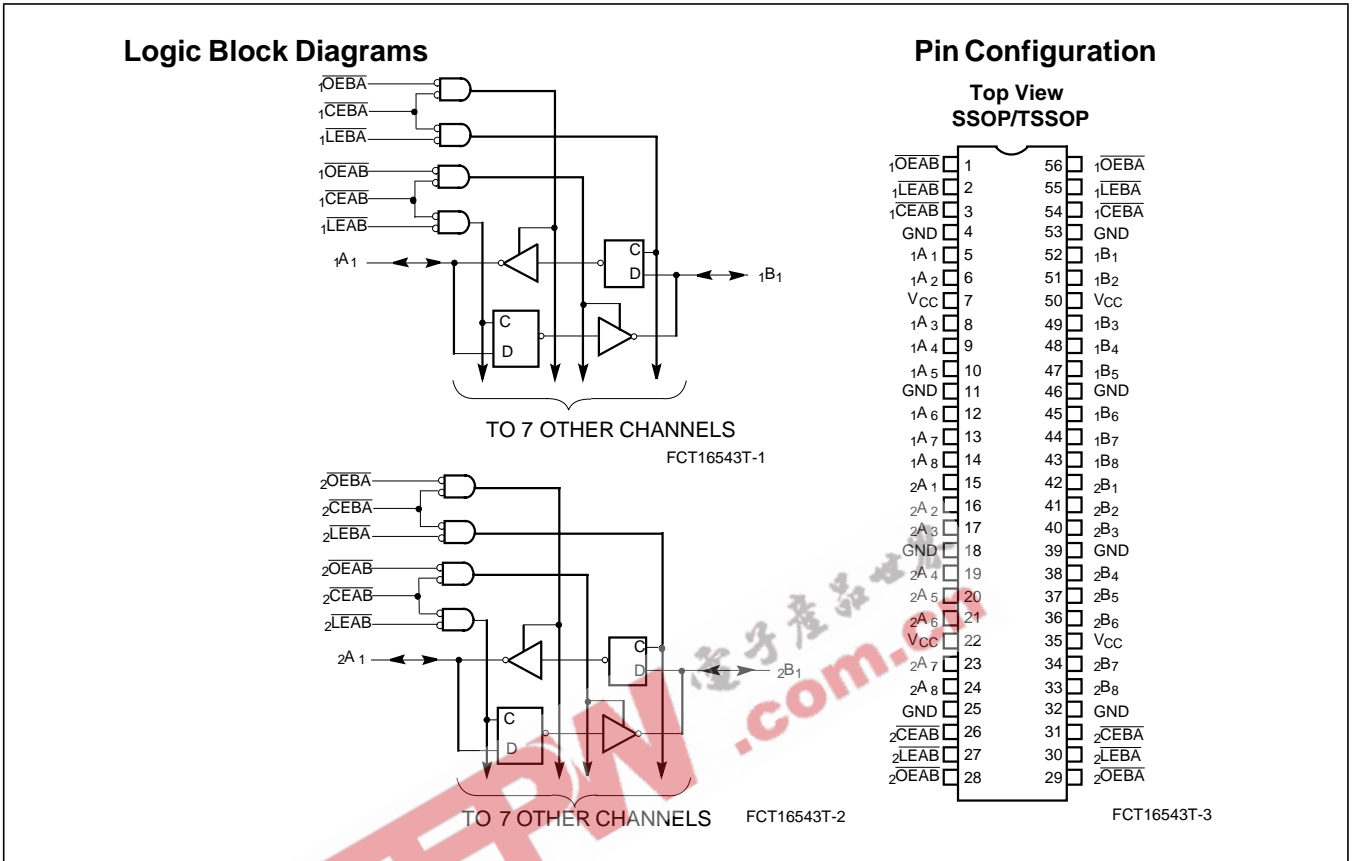 Logic Block Diagrams
1OEBA
1CEBA
1LEBA
1OEAB
1CEAB
1LEAB
1A1
C
D
1B1
C
D
TO 7 OTHER CHANNELS
FCT16543T-1
2OEBA
2CEBA
2LEBA
2OEAB
2CEAB
2LEAB
2A1
C
D
2B1
C
D
TO 7 OTHER CHANNELS
FCT16543T-2
Pin Configuration
Top View
SSOP/TSSOP
1OEAB 1 56 1OEBA
1LEAB 2 55 1LEBA
1CEAB 3 54 1CEBA
GND 4 53 GND
1A1 5 52 1B1
1A2 6 51 1B2
VCC 7 50 VCC
1A3 8 49 1B3
1A4 9 48 1B4
1A5 10 47 1B5
GND 11 46 GND
1A6 12 45 1B6
1A7 13 44 1B7
1A8 14 43 1B8
2A1 15 42 2B1
2A2 16 41 2B2
2A3 17 40 2B3
GND 18 39 GND
2A4 19 38 2B4
2A5 20 37 2B5
2A6 21 36 2B6
VCC 22 35 VCC
2A7 23 34 2B7
2A8 24 33 2B8
GND 25 32 GND
2CEAB 26 31 2CEBA
2LEAB 27 30 2LEBA
2OEAB 28 29 2OEBA
FCT16543T-3
電子產品世界
.com.cn